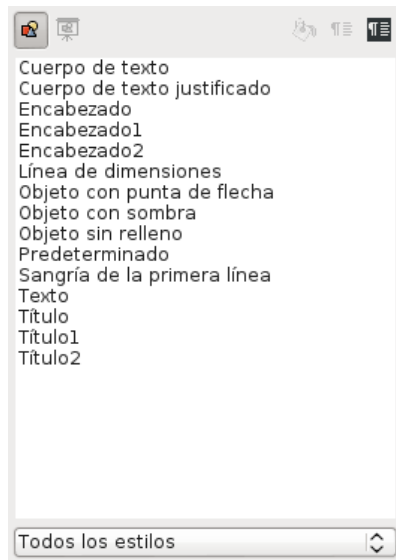 Cuerpo de texto
Cuerpo de texto justificado
Encabezado
Encabezado1
Encabezado2
Línea de dimensiones
Objeto con punta de flecha
Objeto con sombra
Objeto sin relleno
Predeterminado
Sangría de la primera línea
Texto
Título
Título1
Título2
Todos los estilos